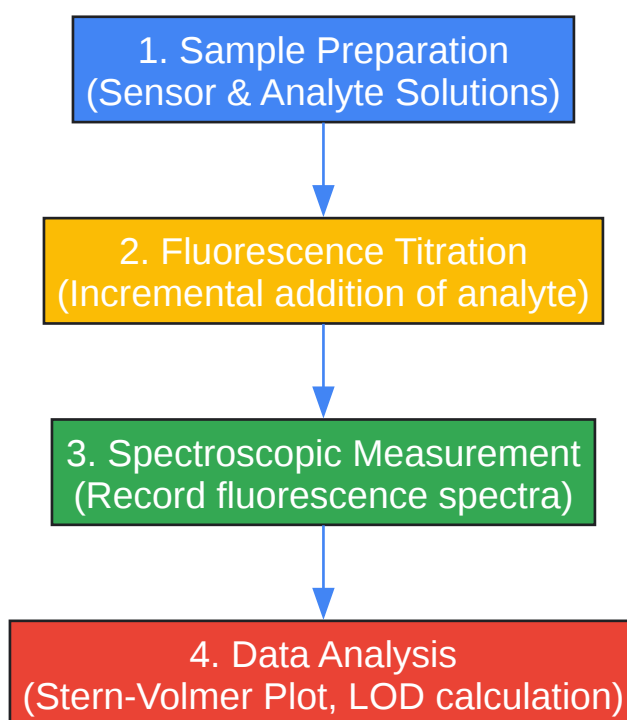 1. Sample Preparation
(Sensor & Analyte Solutions)
2. Fluorescence Titration
(Incremental addition of analyte)
3. Spectroscopic Measurement
(Record fluorescence spectra)
4. Data Analysis
(Stern-Volmer Plot, LOD calculation)